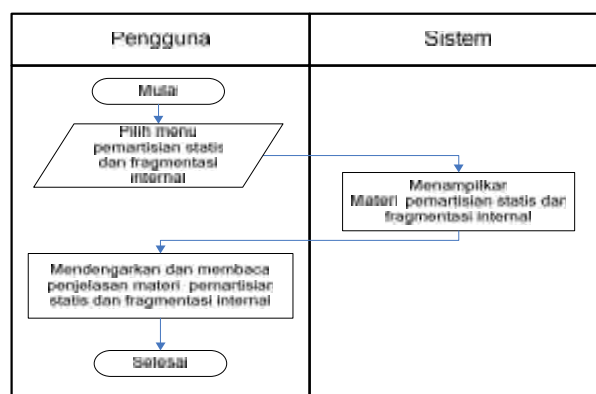 Pengguna
Sistem
Mulai
Pilih menu
pemartisian statis
dan fragmentasi
internal
Menampilkan
Materi pemartisian statis dan
fragmentasi internal
Mendengarkan dan membaca
penjelasan materi pemartisian
statis dan fragmentasi internal
Selesai